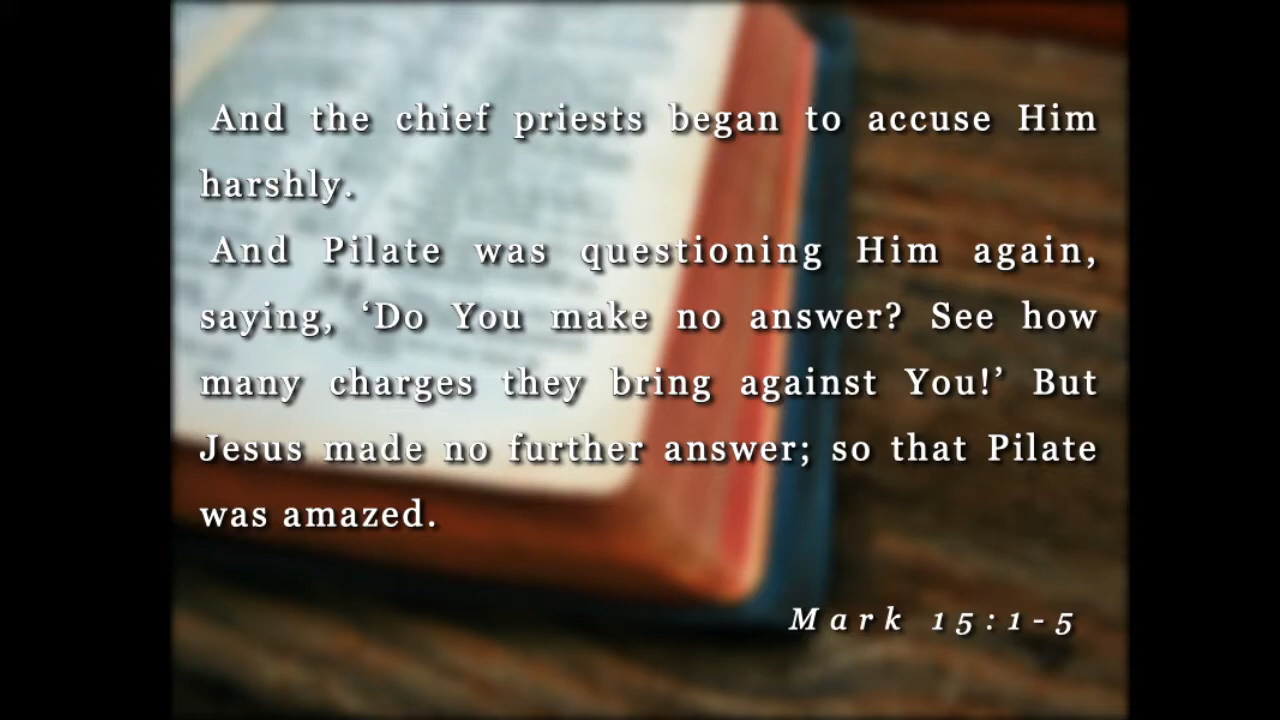 And the chief priests began to accuse Him
harshly.
And Pilate was questioning Him again,
saying, ‘Do You make no answer? See how
many charges they bring against You!’ But
Jesus made no further answer; so that Pilate
was amazed.
Mark 15:1-5